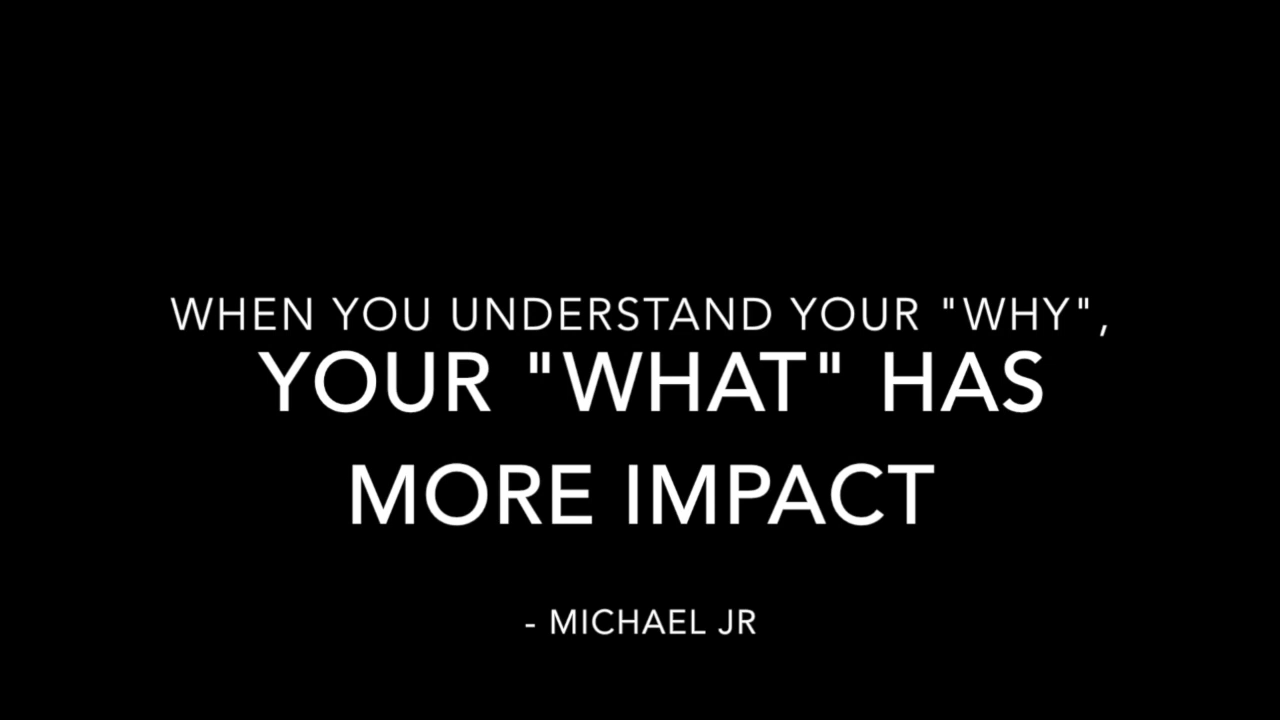 WHEN YOU UNDERSTAND YOUR "WHY",
YOUR "WHAT" HAS
MORE IMPACT
- MICHAEL JR